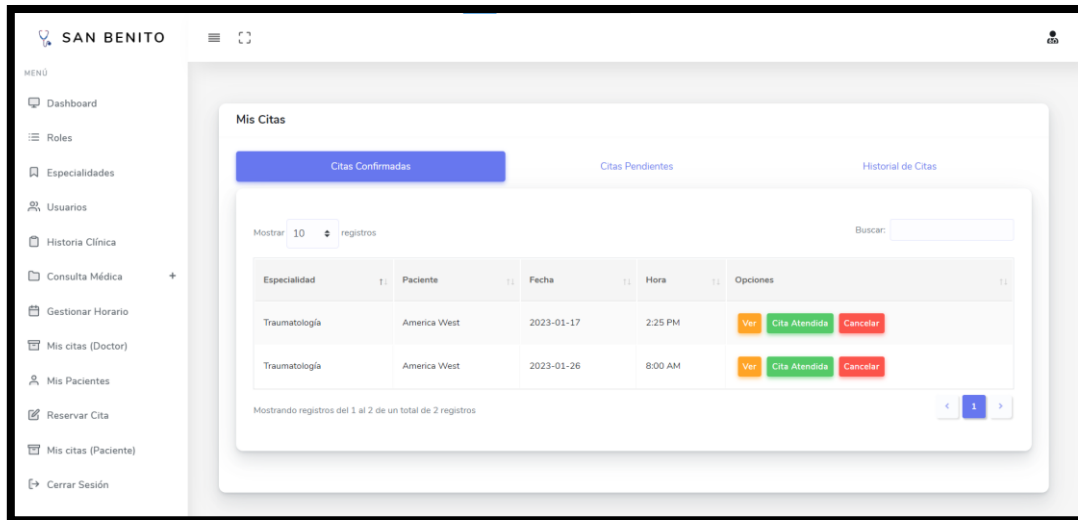 SAN BENITO
MENÚ
Dashboard
Roles
Especialidades
Usuarios
Historia Clínica
Consulta Médica +
Gestionar Horario
Mis citas (Doctor)
Mis Pacientes
Reservar Cita
Mis citas (Paciente)
Cerrar Sesión
Mis Citas
Citas Confirmadas Citas Pendientes Historial de Citas
Mostrar 10 registros Buscar:
Especialidad Paciente Fecha Hora Opciones
Traumatología America West 2023-01-17 2:25 PM Ver Cita Atendida Cancelar
Traumatología America West 2023-01-26 8:00 AM Ver Cita Atendida Cancelar
Mostrando registros del 1 al 2 de un total de 2 registros < 1 >